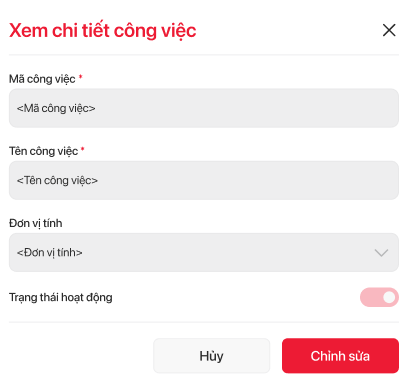 Xem chi tiết công việc
Mã công việc *
<Mã công việc>
Tên công việc *
<Tên công việc>
Đơn vị tính
<Đơn vị tính>
Trạng thái hoạt động
Hủy
Chỉnh sửa